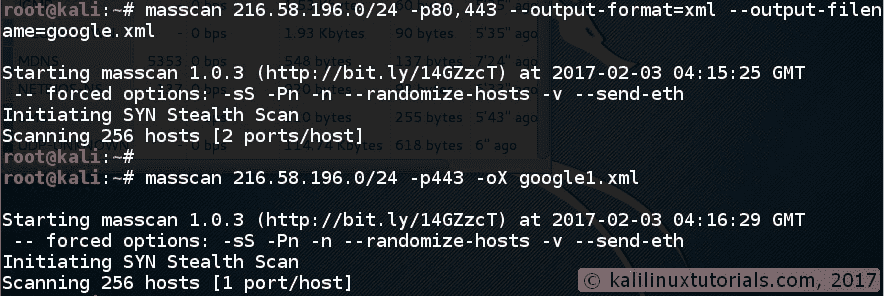 root@kali:~# masscan 216.58.196.0/24 -p80,443 --output-format=xml --output-filen
ame=google.xml
Starting masscan 1.0.3 (http://bit.ly/14GZzcT) at 2017-02-03 04:15:25 GMT
-- forced options: -sS -Pn -n --randomize-hosts -v --send-eth
Initiating SYN Stealth Scan
Scanning 256 hosts [2 ports/host]
root@kali:~#
root@kali:~# masscan 216.58.196.0/24 -p443 -oX google1.xml
Starting masscan 1.0.3 (http://bit.ly/14GZzcT) at 2017-02-03 04:16:29 GMT
-- forced options: -sS -Pn -n --randomize-hosts -v --send-eth
Initiating SYN Stealth Scan
Scanning 256 hosts [1 port/host]
© kalilinuxtutorials.com, 2017